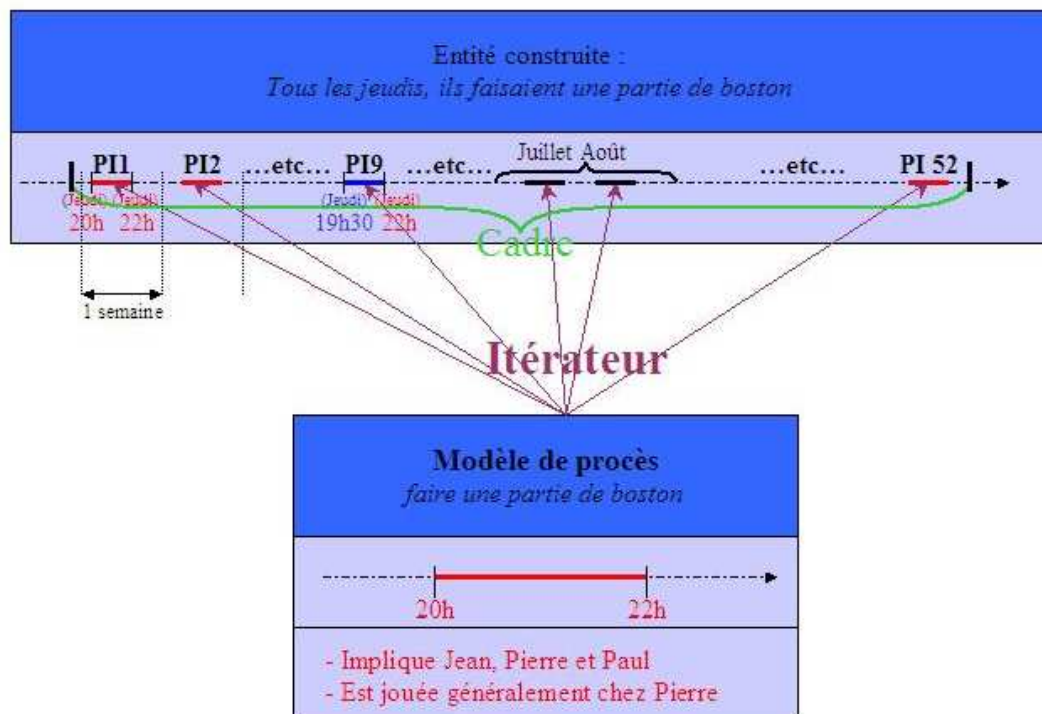 Entité construite :
Tous les jeudis, ils faisaient une partie de boston
PI1 PI2 …etc… PI9 …etc… Juillet Août …etc… PI 52
(Jeudi) (Jeudi) (Jeudi) (Jeudi)
20h 22h 19h30 22h
Cadre
1 semaine
Itérateur
Modèle de procès
faire une partie de boston
20h 22h
- Implique Jean, Pierre et Paul
- Est jouée généralement chez Pierre